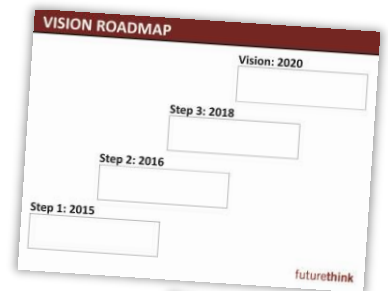 VISION ROADMAP
Vision: 2020
Step 3: 2018
Step 2: 2016
Step 1: 2015
futurethink